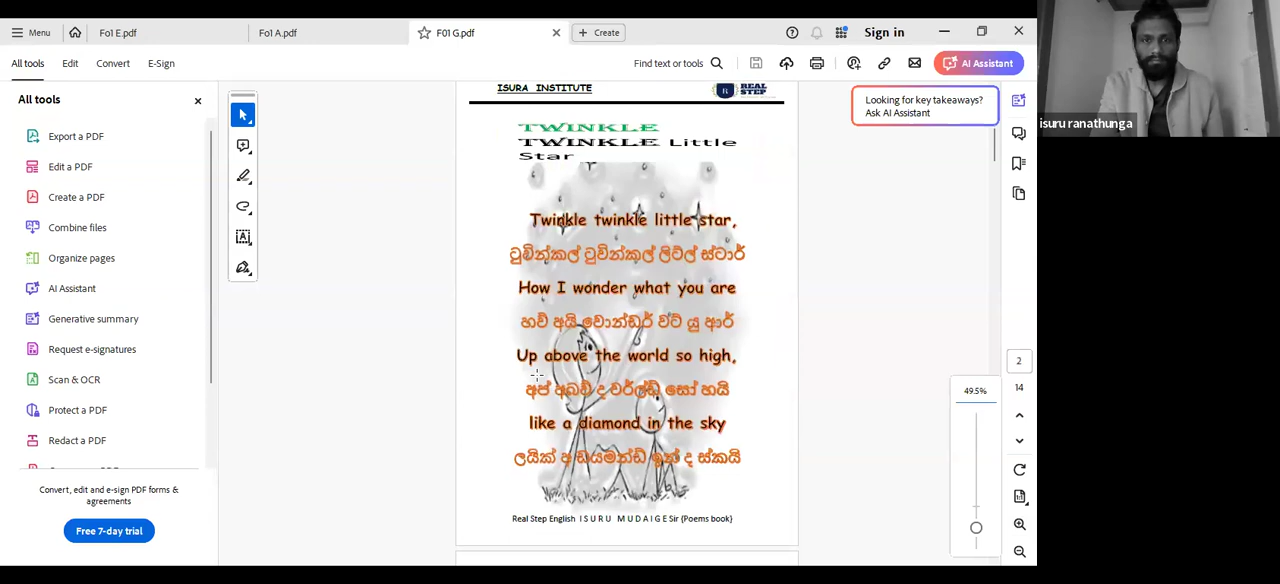 Menu
Fo1 E.pdf
Fo1 A.pdf
F01 G.pdf
Create
Sign in
All tools
Edit
Convert
E-Sign
Find text or tools
AI Assistant
All tools
Export a PDF
Edit a PDF
Create a PDF
Combine files
Organize pages
AI Assistant
Generative summary
Request e-signatures
Scan & OCR
Protect a PDF
Redact a PDF
Convert, edit and e-sign PDF forms &
agreements
Free 7-day trial
ISURA INSTITUTE
R
REAL
STEP
TWINKLE
TWINKLE Little
Star
Twinkle twinkle little star,
ටුවින්කල් ටුවින්කල් ලිට්ල් ස්ටාර්
How I wonder what you are
හව් අයි වොන්ඩර් වට් යු ආර්
Up above the world so high,
අප් අබව් ද වර්ල්ඩ් සෝ හයි
like a diamond in the sky
ලයික් අ ඩයමන්ඩ් ඉන් ද ස්කයි
Real Step English I S U R U M U D A I G E Sir {Poems book}
Looking for key takeaways?
Ask AI Assistant
2
14
49.5%
isuru ranathunga